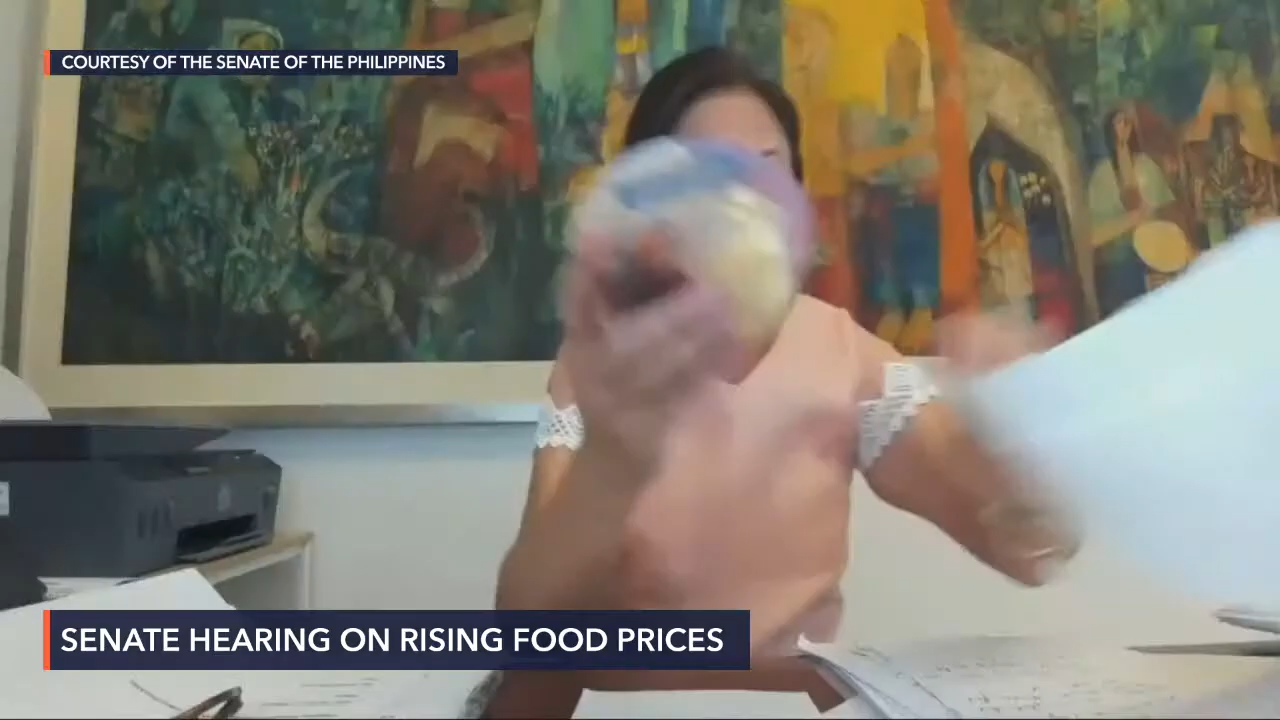 COURTESY OF THE SENATE OF THE PHILIPPINES
SENATE HEARING ON RISING FOOD PRICES